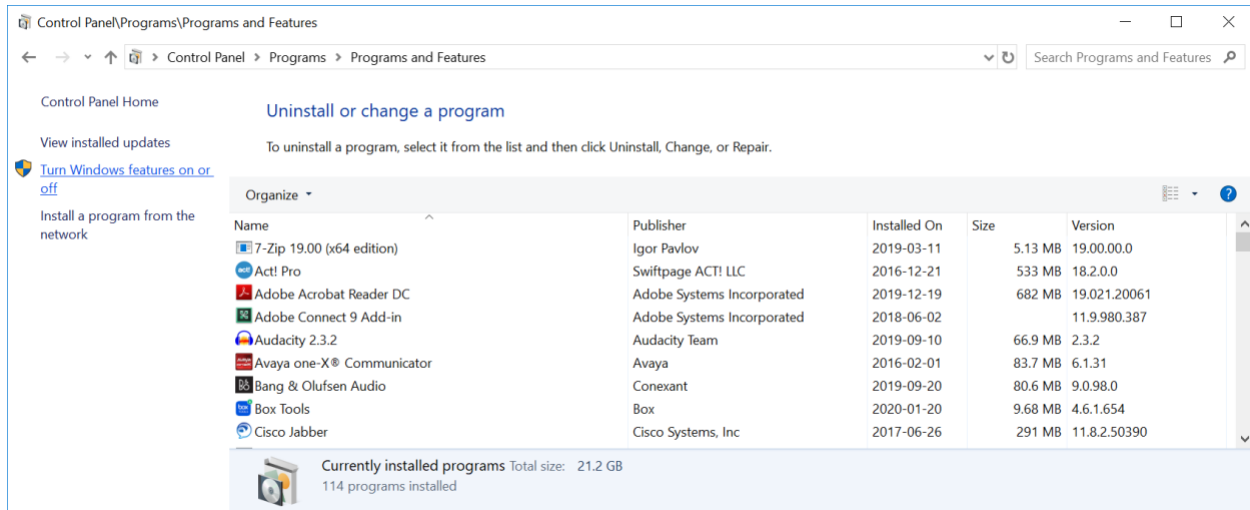 Control Panel\Programs\Programs and Features
Control Panel > Programs > Programs and Features
Search Programs and Features
Control Panel Home
View installed updates
Turn Windows features on or
off
Install a program from the
network
Uninstall or change a program
To uninstall a program, select it from the list and then click Uninstall, Change, or Repair.
Organize
Name Publisher Installed On Size Version
7-Zip 19.00 (x64 edition) Igor Pavlov 2019-03-11 5.13 MB 19.00.00.0
act! Act! Pro Swiftpage ACT! LLC 2016-12-21 533 MB 18.2.0.0
Adobe Acrobat Reader DC Adobe Systems Incorporated 2019-12-19 682 MB 19.021.20061
Adobe Connect 9 Add-in Adobe Systems Incorporated 2018-06-02 11.9.980.387
Audacity 2.3.2 Audacity Team 2019-09-10 66.9 MB 2.3.2
Avaya one-X® Communicator Avaya 2016-02-01 83.7 MB 6.1.31
Bang & Olufsen Audio Conexant 2019-09-20 80.6 MB 9.0.98.0
box Box Tools Box 2020-01-20 9.68 MB 4.6.1.654
Cisco Jabber Cisco Systems, Inc 2017-06-26 291 MB 11.8.2.50390
Currently installed programs Total size: 21.2 GB
114 programs installed